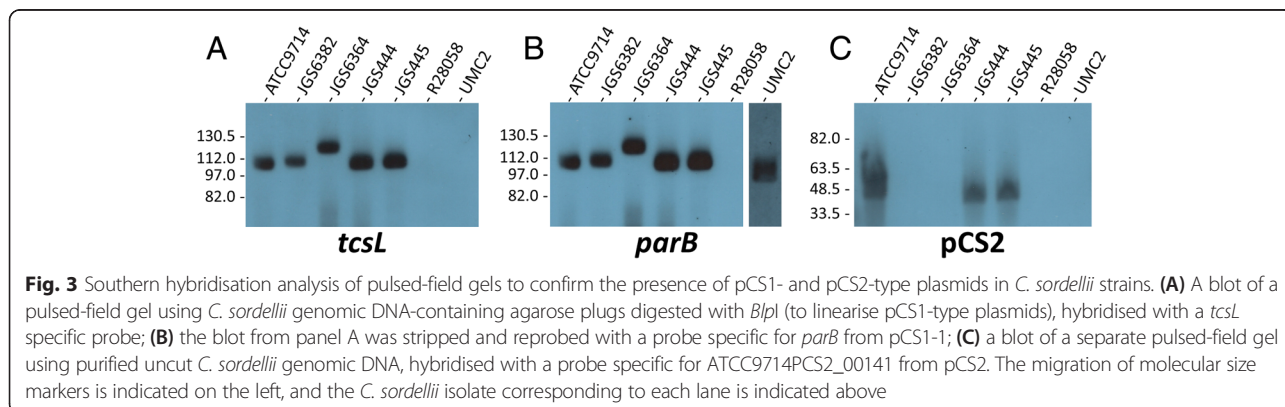 A
B
C
- ATCC9714
- JGS6382
- JGS6364
- JGS444
- JGS445
- R28058
- UMC2
- ATCC9714
- JGS6382
- JGS6364
- JGS444
- JGS445
- R28058
- UMC2
- ATCC9714
- JGS6382
- JGS6364
- JGS444
- JGS445
- R28058
- UMC2
130.5 -
112.0 -
97.0 -
82.0 -
130.5 -
112.0 -
97.0 -
82.0 -
82.0 -
63.5 -
48.5 -
33.5 -
tcsL
parB
pCS2
Fig. 3 Southern hybridisation analysis of pulsed-field gels to confirm the presence of pCS1- and pCS2-type plasmids in C. sordellii strains. (A) A blot of a
pulsed-field gel using C. sordellii genomic DNA-containing agarose plugs digested with BlpI (to linearise pCS1-type plasmids), hybridised with a tcsL
specific probe; (B) the blot from panel A was stripped and reprobed with a probe specific for parB from pCS1-1; (C) a blot of a separate pulsed-field gel
using purified uncut C. sordellii genomic DNA, hybridised with a probe specific for ATCC9714PCS2_00141 from pCS2. The migration of molecular size
markers is indicated on the left, and the C. sordellii isolate corresponding to each lane is indicated above